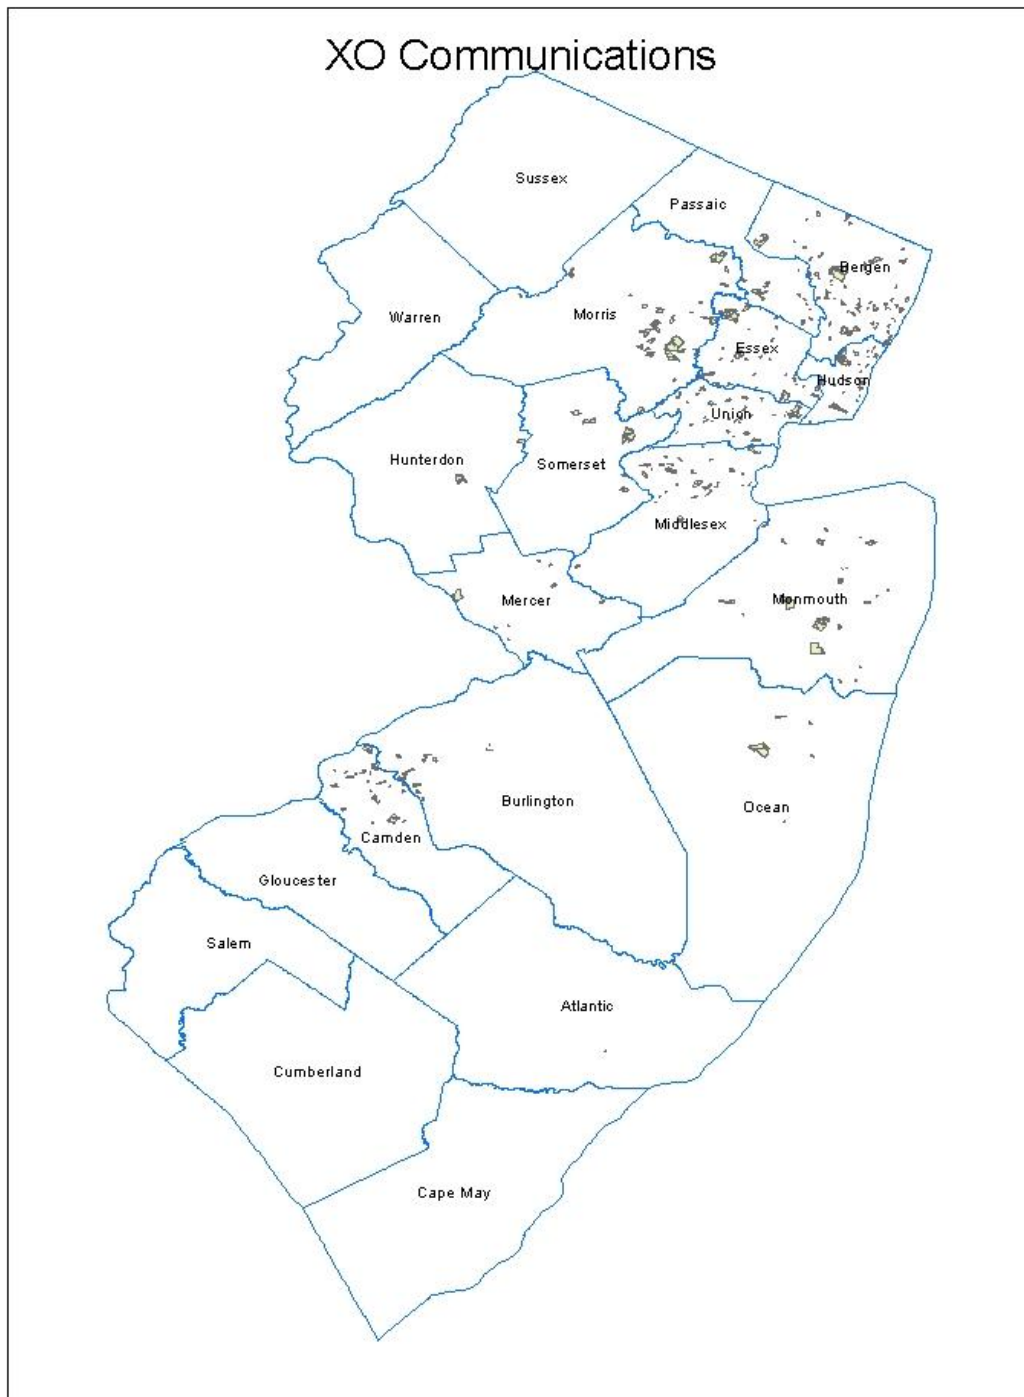 XO Communications
Sussex
Passaic
Bergen
Warren
Morris
Essex
Hudson
Union
Hunterdon
Somerset
Middlesex
Mercer
Monmouth
Burlington
Ocean
Camden
Gloucester
Salem
Atlantic
Cumberland
Cape May